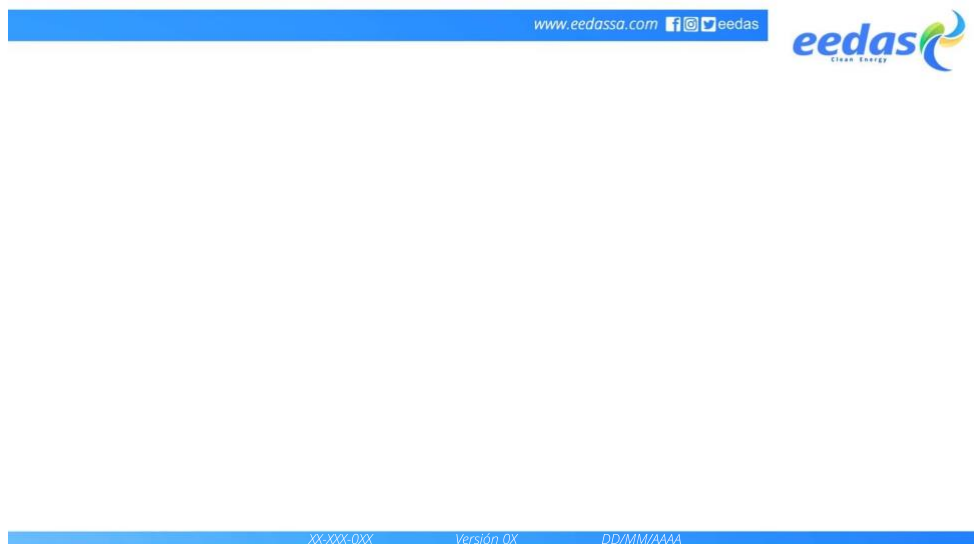 www.eedassa.com eedas
eedas
Clean Energy
XX-XXX-0XX Versión 0X DD/MM/AAAA